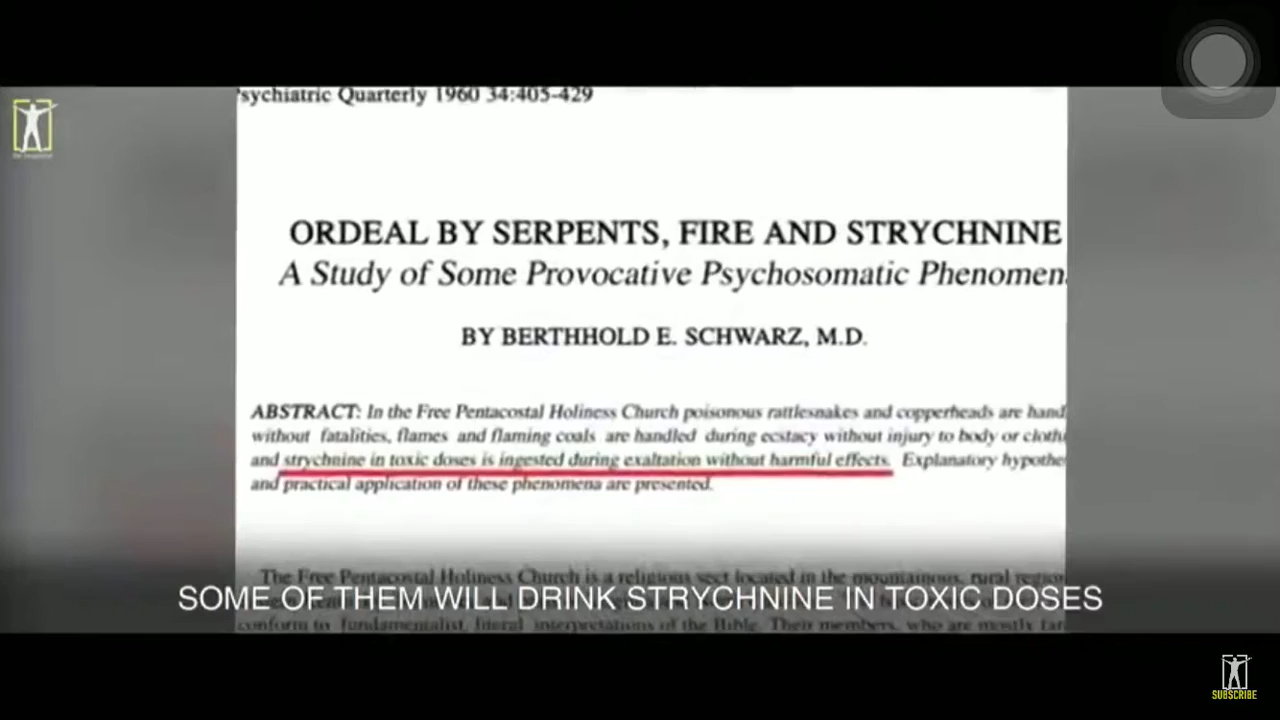 sychiatric Quarterly 1960 34:405-429
ORDEAL BY SERPENTS, FIRE AND STRYCHNINE
A Study of Some Provocative Psychosomatic Phenomen
BY BERTHHOLD E. SCHWARZ, M.D.
ABSTRACT: In the Free Pentacostal Holiness Church poisonous rattlesnakes and copperheads are hand
without fatalities, flames and flaming coals are handled during ecstacy without injury to body or cloth
and strychnine in toxic doses is ingested during exaltation without harmful effects. Explanatory hypothe
and practical application of these phenomena are presented.
The Free Pentacostal Holiness Church is a religious sect located in the mountainous, rural region
SOME OF THEM WILL DRINK STRYCHNINE IN TOXIC DOSES
conform to fundamentalist, literal interpretations of the Bible. Their members, who are mostly far
SUBSCRIBE